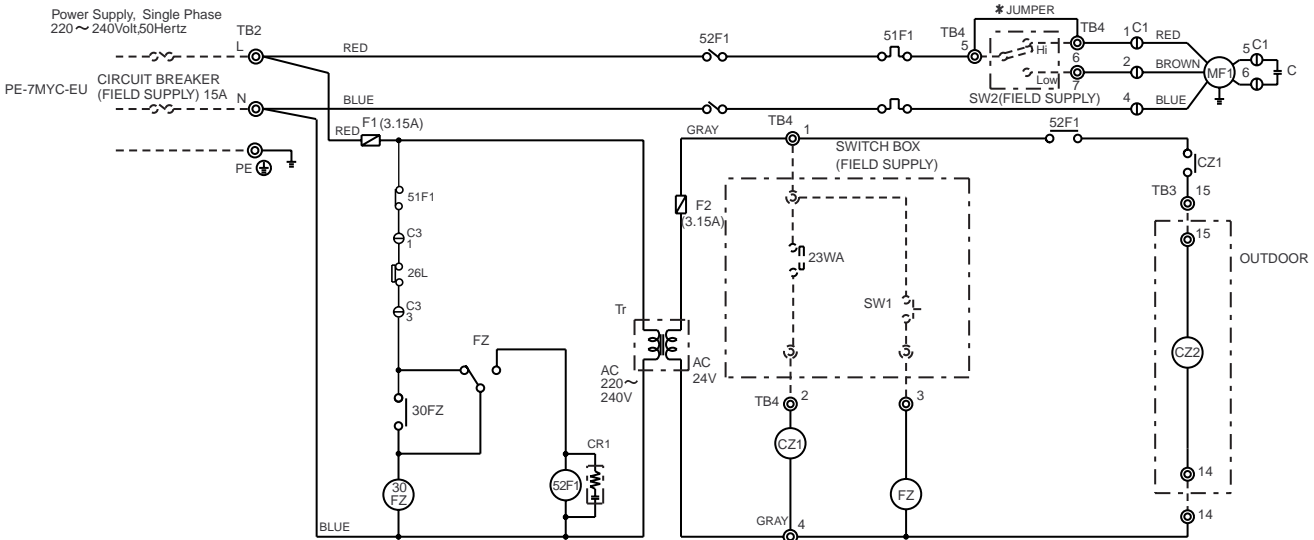 Power Supply, Single Phase
220～240Volt,50Hertz
TB2
L
RED
52F1
51F1
TB4
5
* JUMPER
TB4
Hi
6
Low
7
SW2(FIELD SUPPLY)
1
C1
RED
2
BROWN
4
BLUE
MF1
5 C1
6
C
PE-7MYC-EU
CIRCUIT BREAKER
(FIELD SUPPLY) 15A
N
BLUE
PE
RED
F1(3.15A)
GRAY
TB4
1
SWITCH BOX
(FIELD SUPPLY)
52F1
CZ1
TB3
15
51F1
F2
(3.15A)
C3
1
26L
C3
3
23WA
SW1
15
OUTDOOR
CZ2
Tr
FZ
AC
220～
240V
AC
24V
30FZ
TB4
2
3
CR1
CZ1
30
FZ
52F1
FZ
14
BLUE
GRAY
4
14